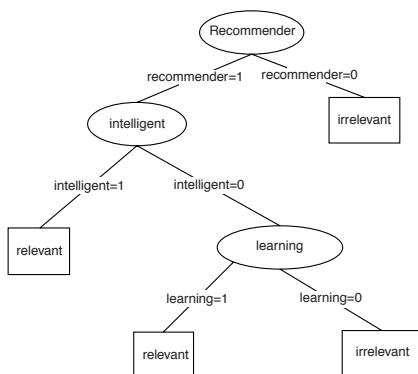 Recommender
recommender=1
recommender=0
intelligent
irrelevant
intelligent=1
intelligent=0
relevant
learning
learning=1
learning=0
relevant
irrelevant